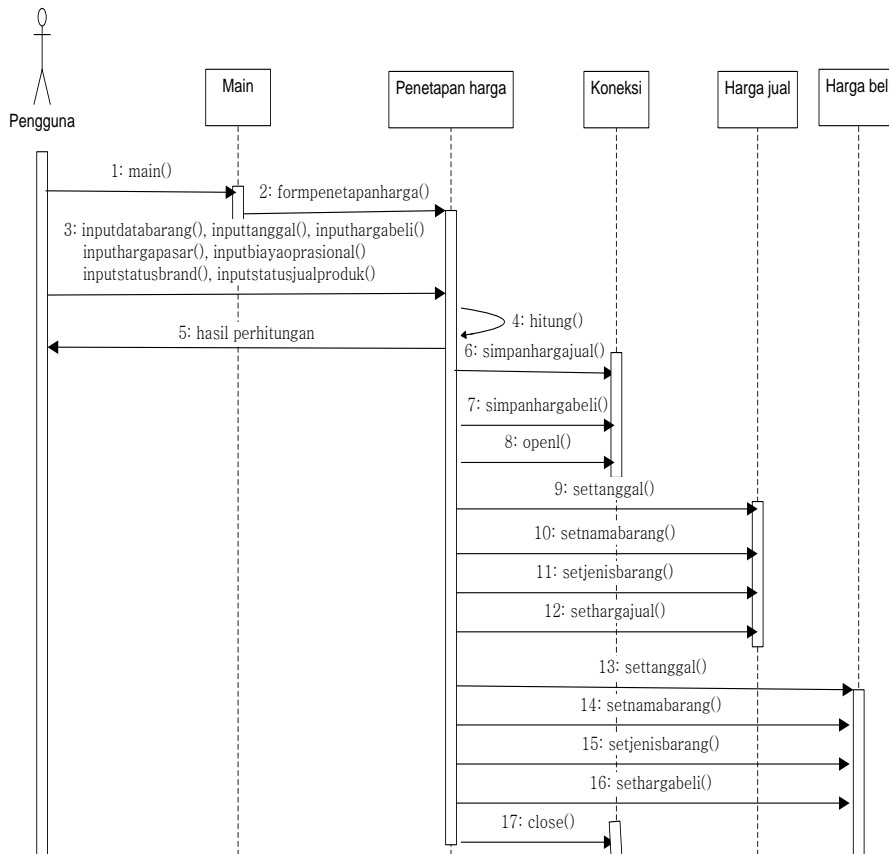 Pengguna
Main
Penetapan harga
Koneksi
Harga jual
Harga bel
1: main()
2: formpenetapanharga()
3: inputdatabarang(), inputtanggal(), inputhargabeli()
inputhargapasar(), inputbiayaoprasional()
inputstatusbrand(), inputstatusjualproduk()
4: hitung()
5: hasil perhitungan
6: simpanhargajual()
7: simpanhargabeli()
8: openl()
9: settanggal()
10: setnamabarang()
11: setjenisbarang()
12: sethargajual()
13: settanggal()
14: setnamabarang()
15: setjenisbarang()
16: sethargabeli()
17: close()